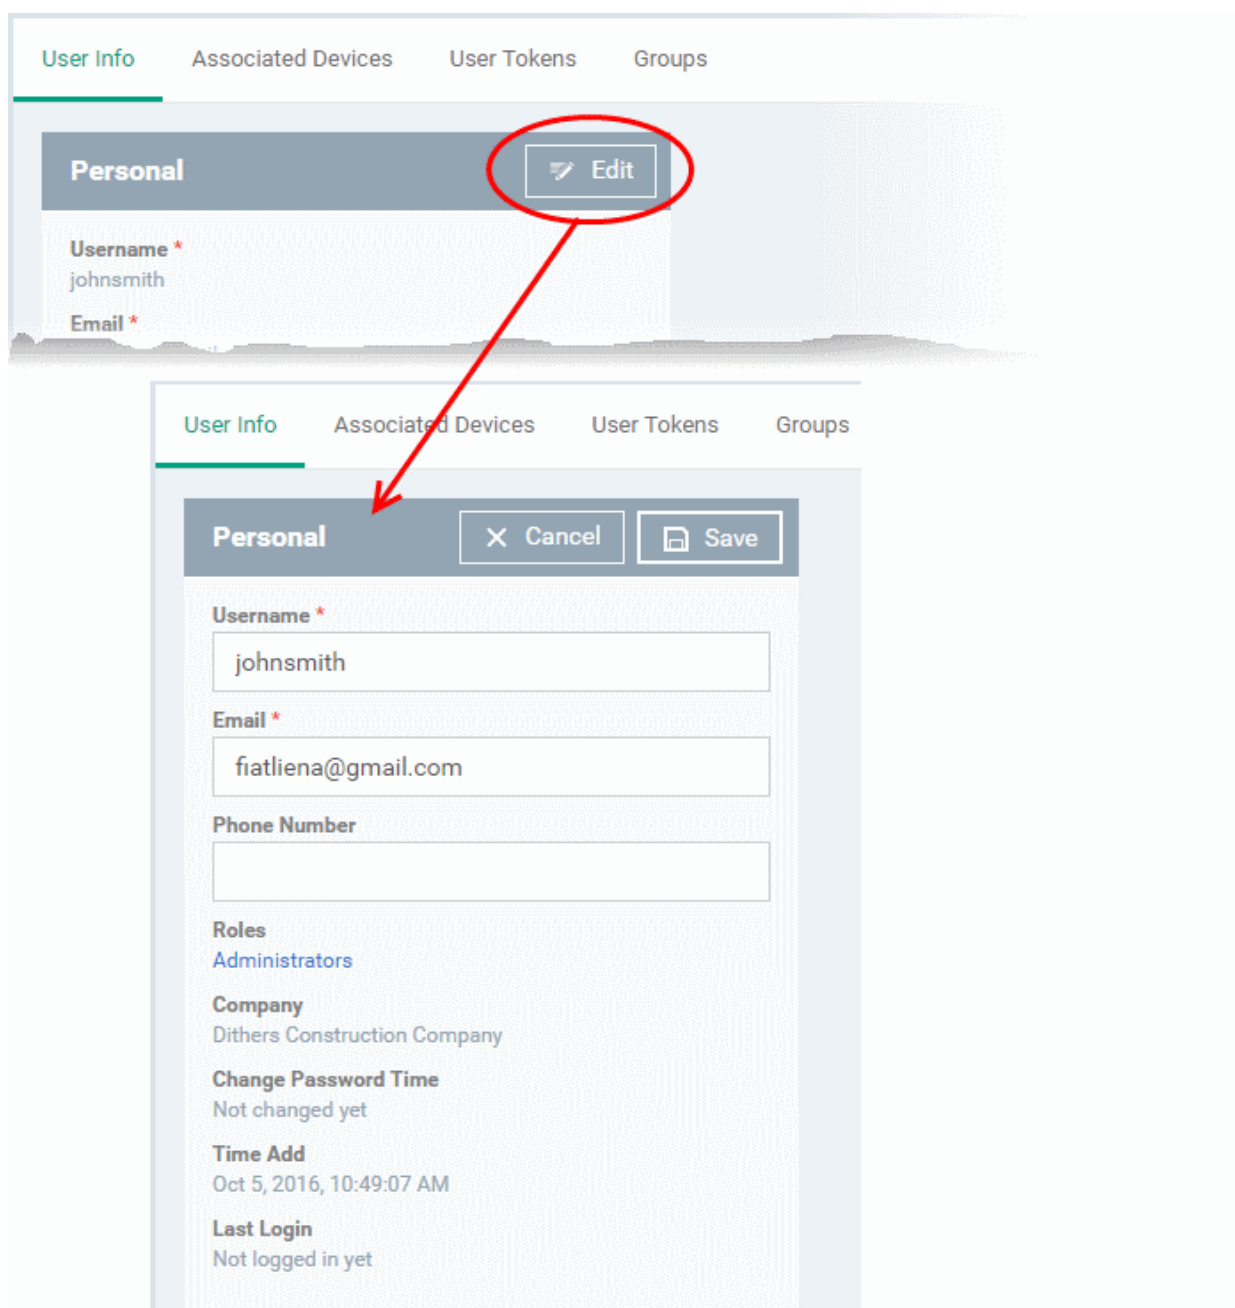 User Info Associated Devices User Tokens Groups
Personal Edit
Username *
johnsmith
Email *
User Info Associated Devices User Tokens Groups
Personal Cancel Save
Username *
johnsmith
Email *
fiatliena@gmail.com
Phone Number
Roles
Administrators
Company
Dithers Construction Company
Change Password Time
Not changed yet
Time Add
Oct 5, 2016, 10:49:07 AM
Last Login
Not logged in yet